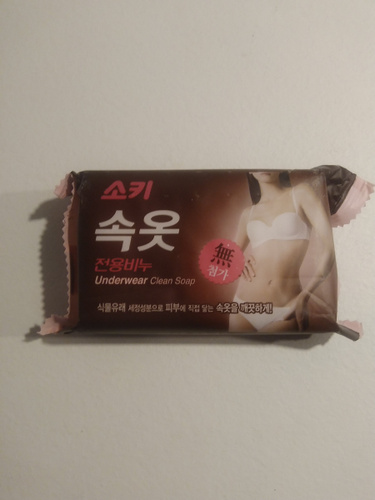 소키
속옷
전용비누
Underwear Clean Soap
無
첨가
식물유래 세정성분으로 피부에 직접 닿는 속옷을 깨끗하게!